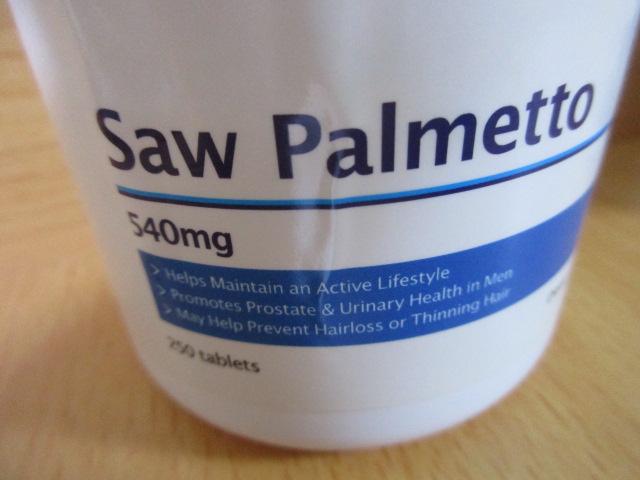 Saw Palmetto
540mg
> Helps Maintain an Active Lifestyle
> Promotes Prostate & Urinary Health in Men
> May Help Prevent Hairloss or Thinning Hair
250 tablets